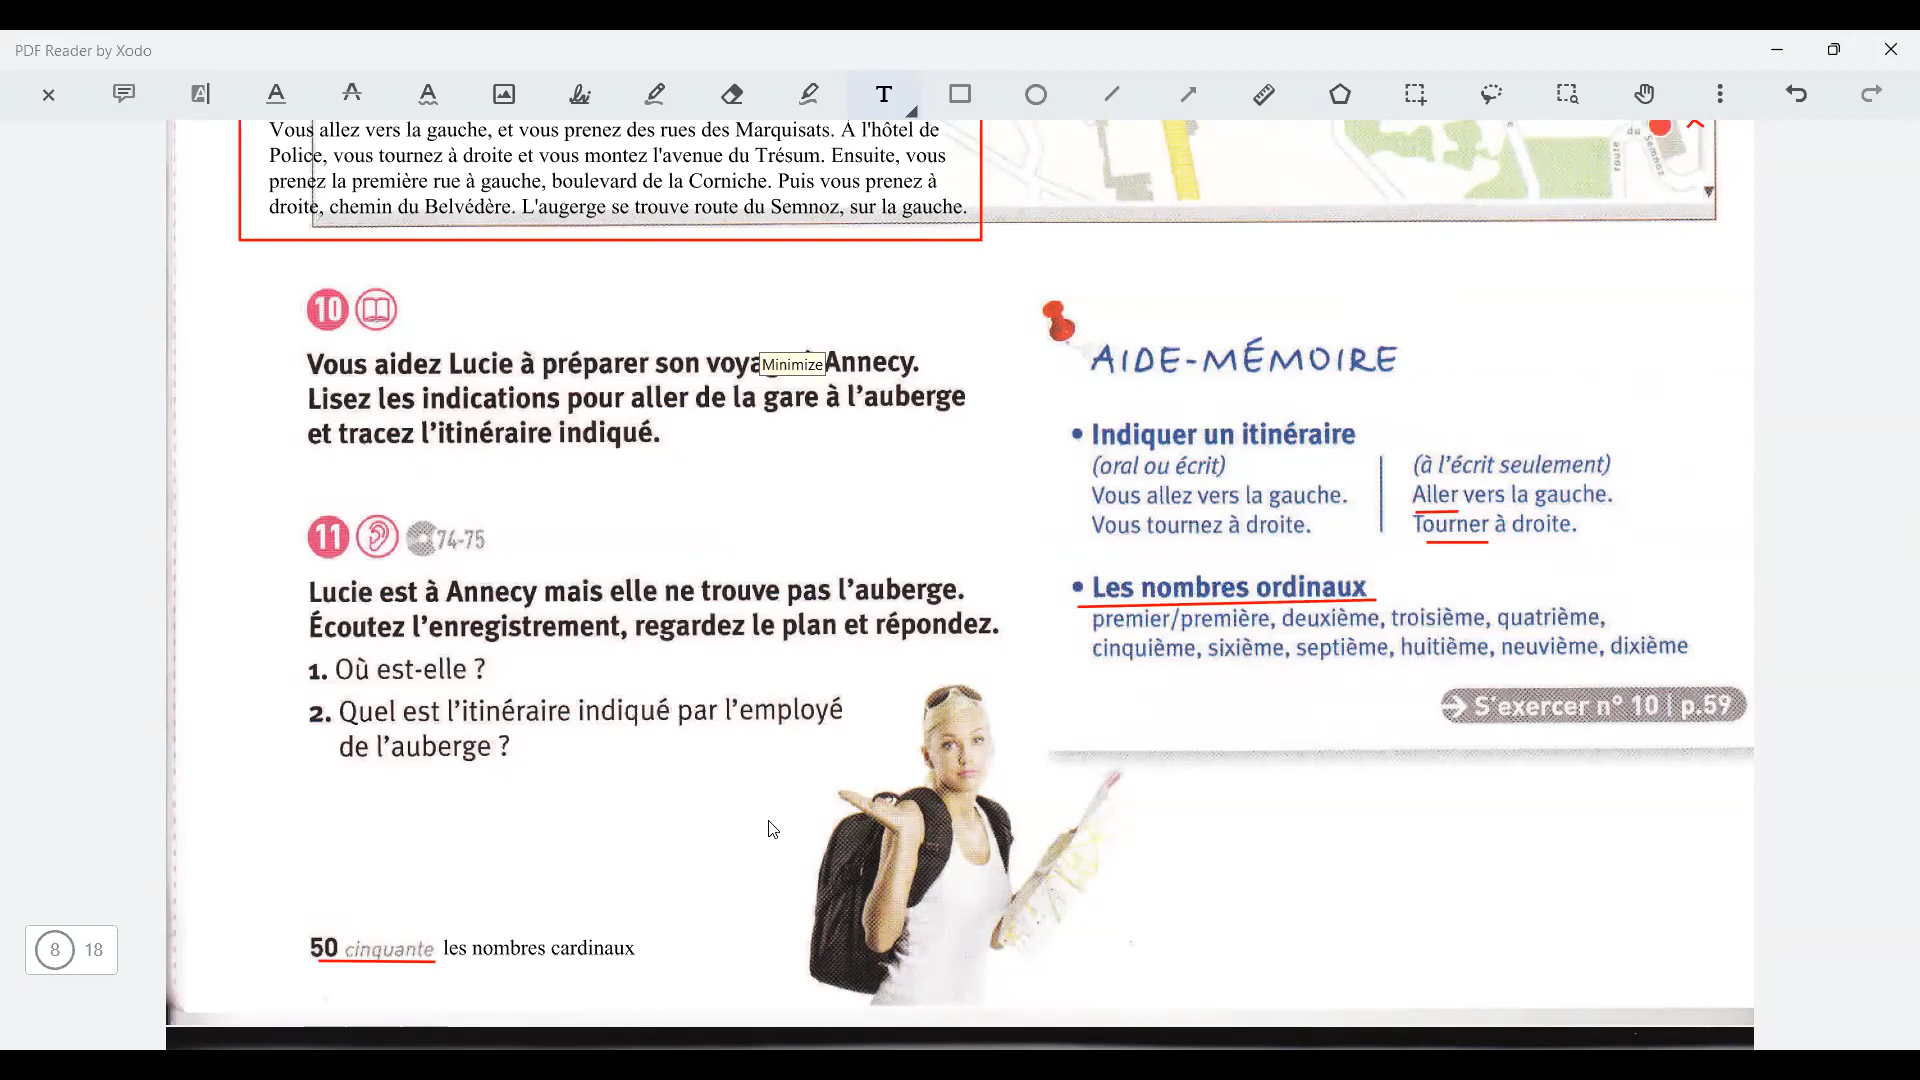 PDF Reader by Xodo
Vous allez vers la gauche, et vous prenez des rues des Marquisats. À l'hôtel de
Police, vous tournez à droite et vous montez l'avenue du Trésum. Ensuite, vous
prenez la première rue à gauche, boulevard de la Corniche. Puis vous prenez à
droite, chemin du Belvédère. L'augerge se trouve route du Semnoz, sur la gauche.
route
du
Semnoz
10
Vous aidez Lucie à préparer son Annecy.
Minimize
Lisez les indications pour aller de la gare à l'auberge
et tracez l'itinéraire indiqué.
11 74-75
Lucie est à Annecy mais elle ne trouve pas l'auberge.
Écoutez l'enregistrement, regardez le plan et répondez.
1. Où est-elle ?
2. Quel est l'itinéraire indiqué par l'employé
de l'auberge ?
50 cinquante les nombres cardinaux
AIDE-MÉMOIRE
• Indiquer un itinéraire
(oral ou écrit)
Vous allez vers la gauche.
Vous tournez à droite.
(à l'écrit seulement)
Aller vers la gauche.
Tourner à droite.
• Les nombres ordinaux
premier/première, deuxième, troisième, quatrième,
cinquième, sixième, septième, huitième, neuvième, dixième
S'exercer n° 10 | p.59
8 18